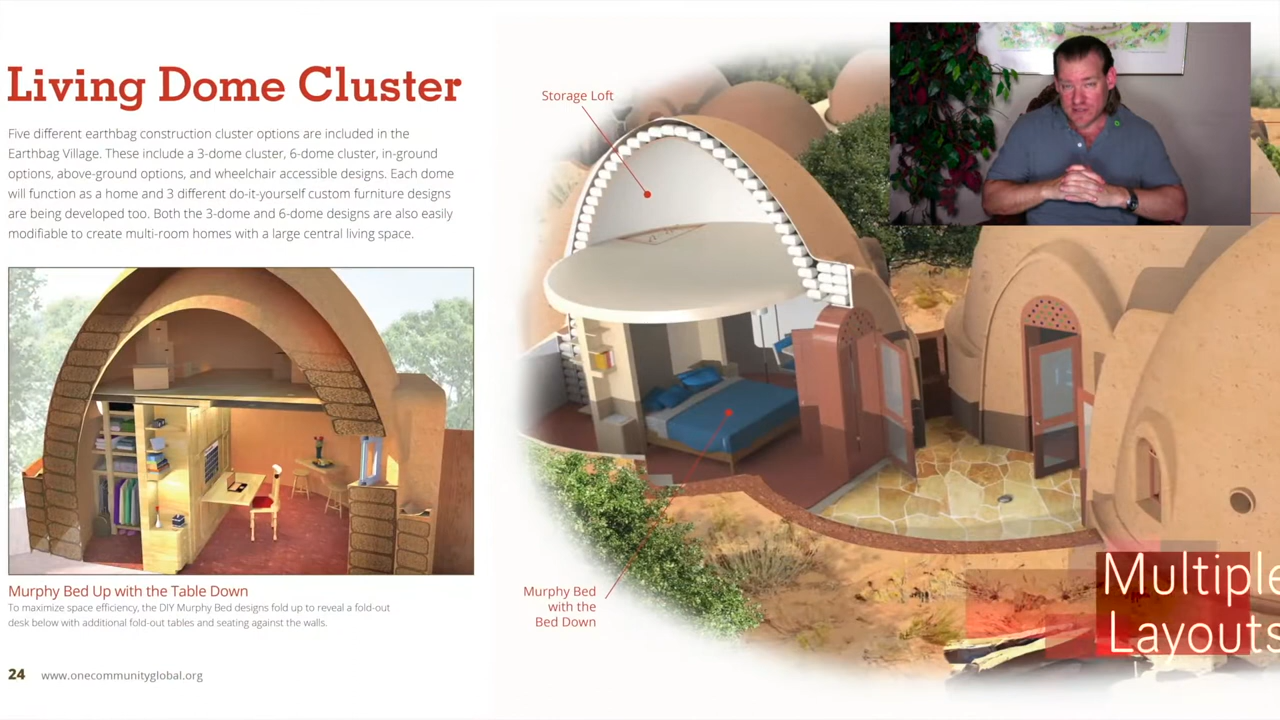 Living Dome Cluster
Five different earthbag construction cluster options are included in the
Earthbag Village. These include a 3-dome cluster, 6-dome cluster, in-ground
options, above-ground options, and wheelchair accessible designs. Each dome
will function as a home and 3 different do-it-yourself custom furniture designs
are being developed too. Both the 3-dome and 6-dome designs are also easily
modifiable to create multi-room homes with a large central living space.
Murphy Bed Up with the Table Down
To maximize space efficiency, the DIY Murphy Bed designs fold up to reveal a fold-out
desk below with additional fold-out tables and seating against the walls.
24 www.onecommunityglobal.org
Storage Loft
Murphy Bed
with the
Bed Down
Multiple
Layouts